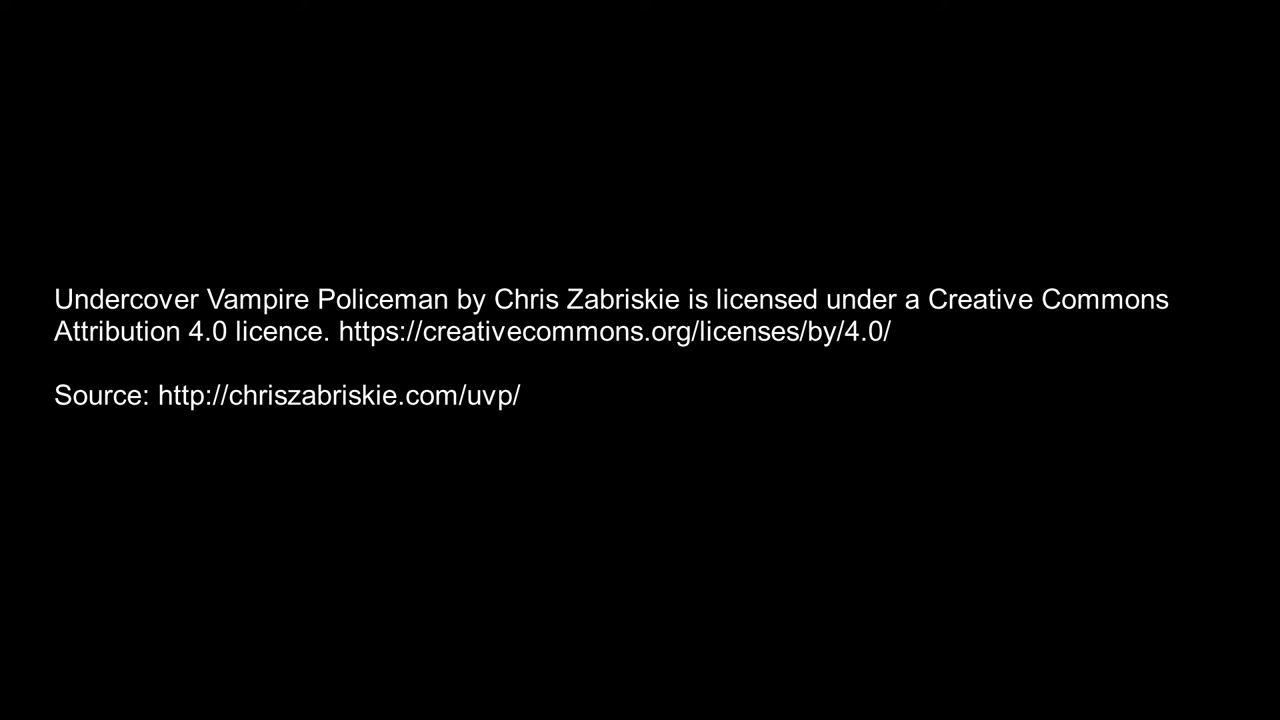 Undercover Vampire Policeman by Chris Zabriskie is licensed under a Creative Commons
Attribution 4.0 licence. https://creativecommons.org/licenses/by/4.0/
Source: http://chriszabriskie.com/uvp/